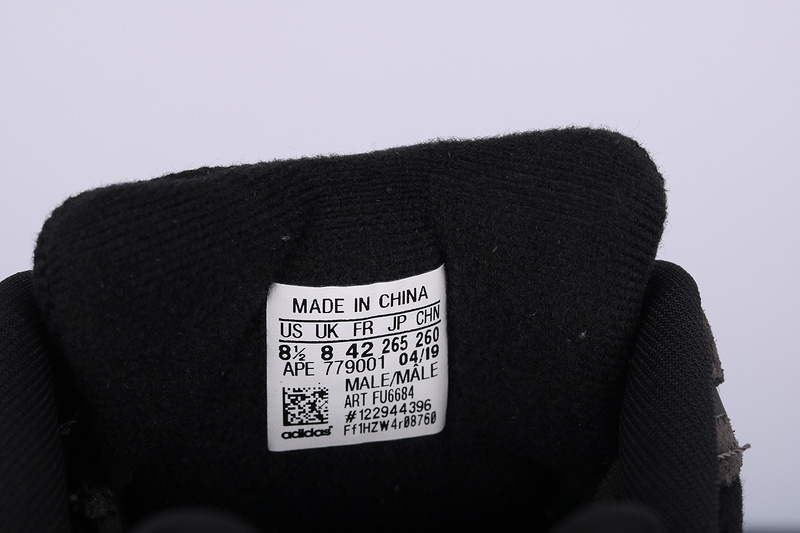 MADE IN CHINA
US UK FR JP CHN
8½ 8 42 265 260
APE 779001 04/19
MALE/MÂLE
ART FU6684
#122944396
Ff1HZW4r08760
adidas